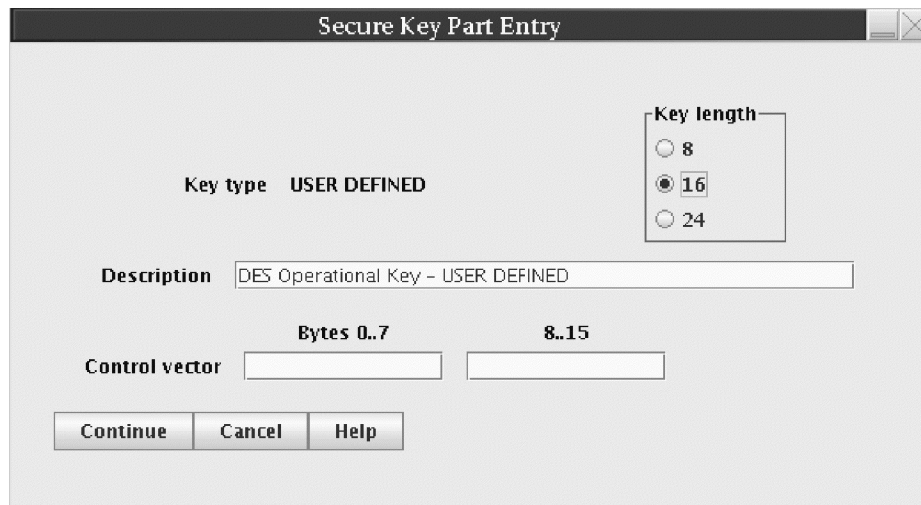 Secure Key Part Entry
Key length
8
Key type USER DEFINED
16
24
Description DES Operational Key – USER DEFINED
Bytes 0..7 8..15
Control vector
Continue Cancel Help